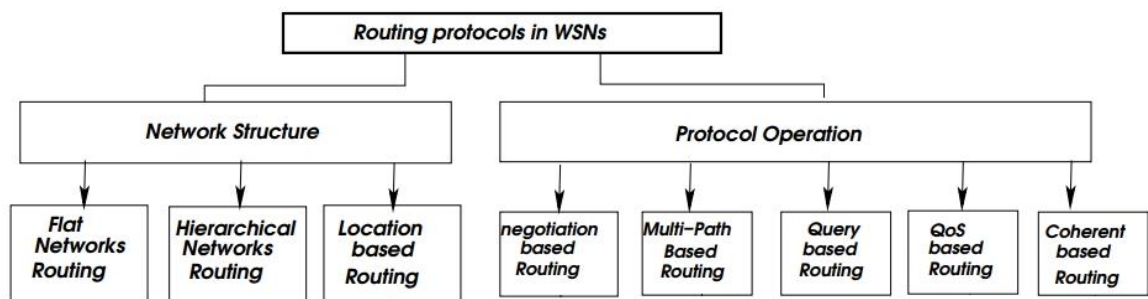 Routing protocols in WSNs
Network Structure
Protocol Operation
Flat
Networks
Routing
Hierarchical
Networks
Routing
Location
based
Routing
negotiation
based
Routing
Multi-Path
Based
Routing
Query
based
Routing
QoS
based
Routing
Coherent
based
Routing